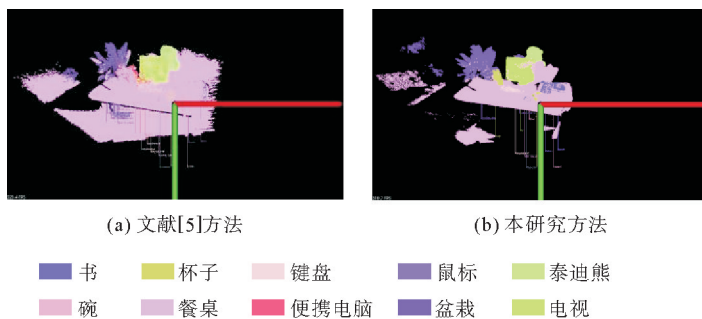 (a) 文献[5]方法
(b) 本研究方法
书 杯子 键盘 鼠标 泰迪熊
碗 餐桌 便携电脑 盆栽 电视